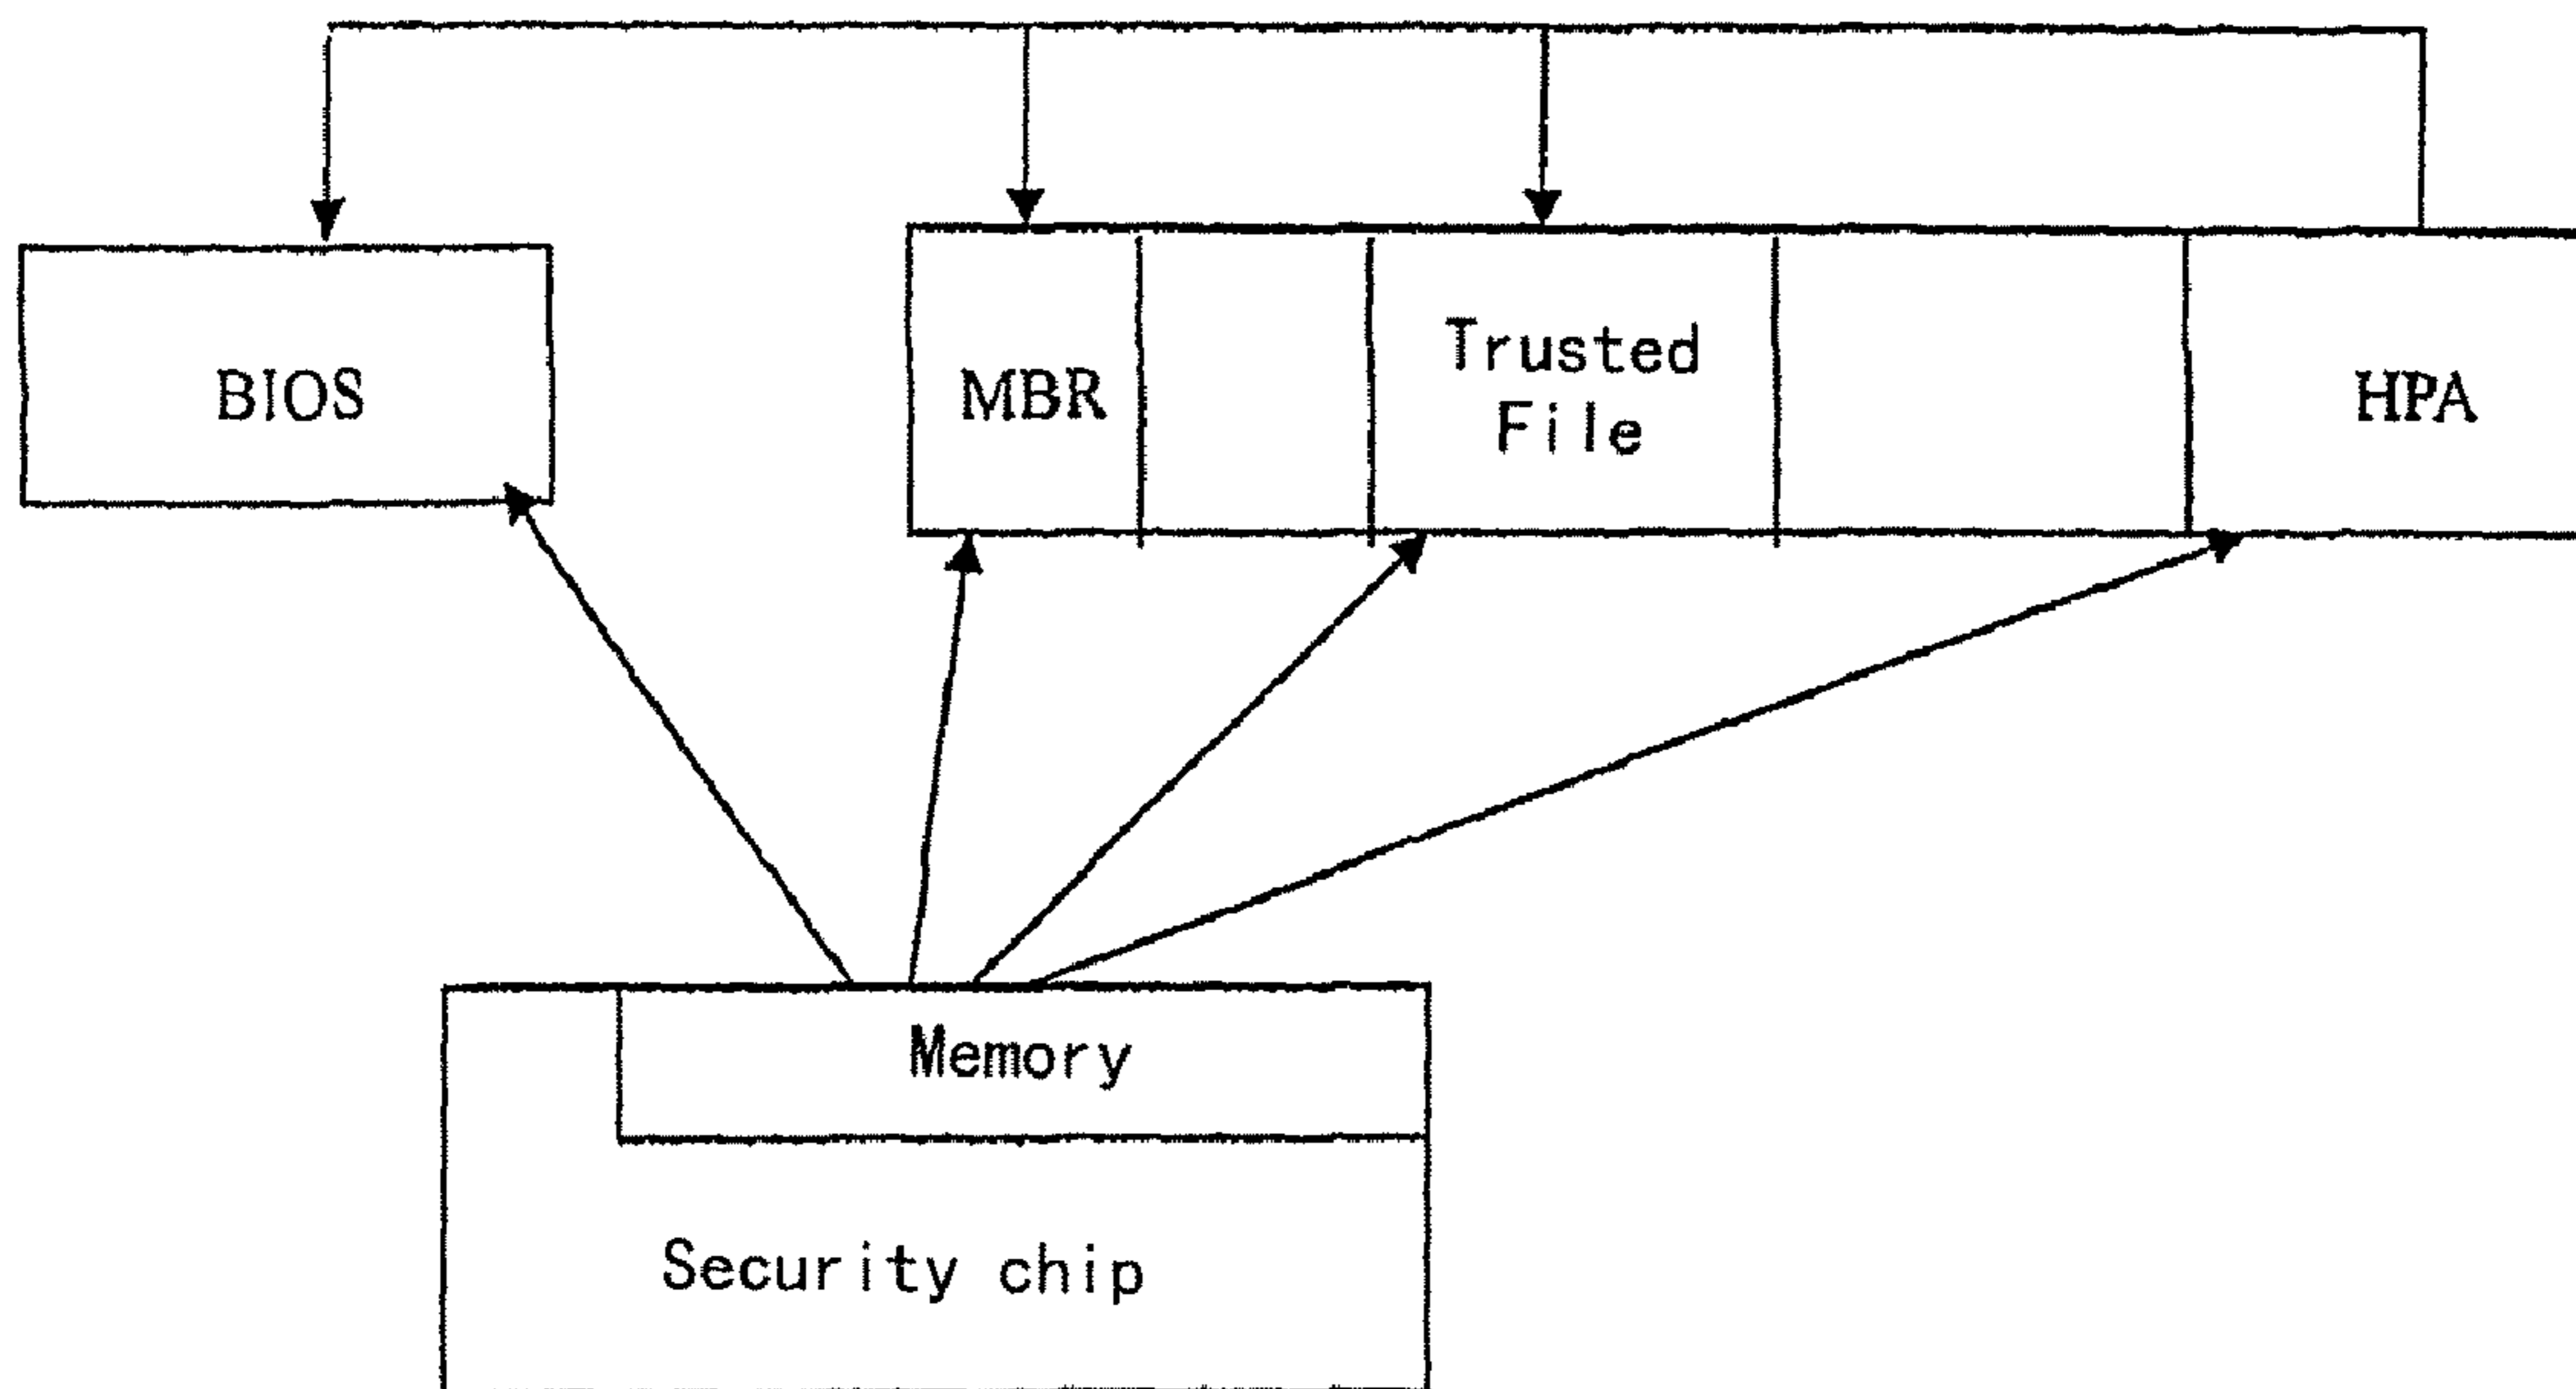 BIOS
MBR
Trusted
File
HPA
Memory
Security chip